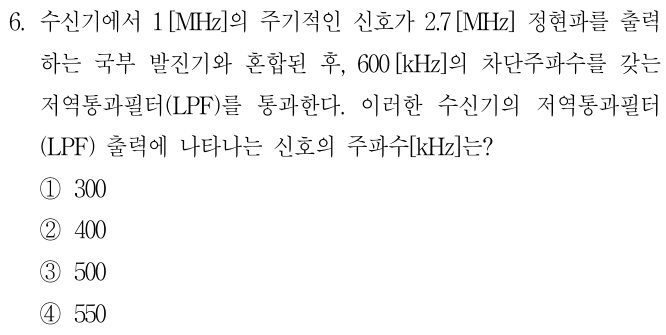 6. 수신기에서 1[MHz]의 주기적인 신호가 2.7[MHz] 정현파를 출력
하는 국부 발진기와 혼합된 후, 600[kHz]의 차단주파수를 갖는
저역통과필터(LPF)를 통과한다. 이러한 수신기의 저역통과필터
(LPF) 출력에 나타나는 신호의 주파수[kHz]는?
① 300
② 400
③ 500
④ 550